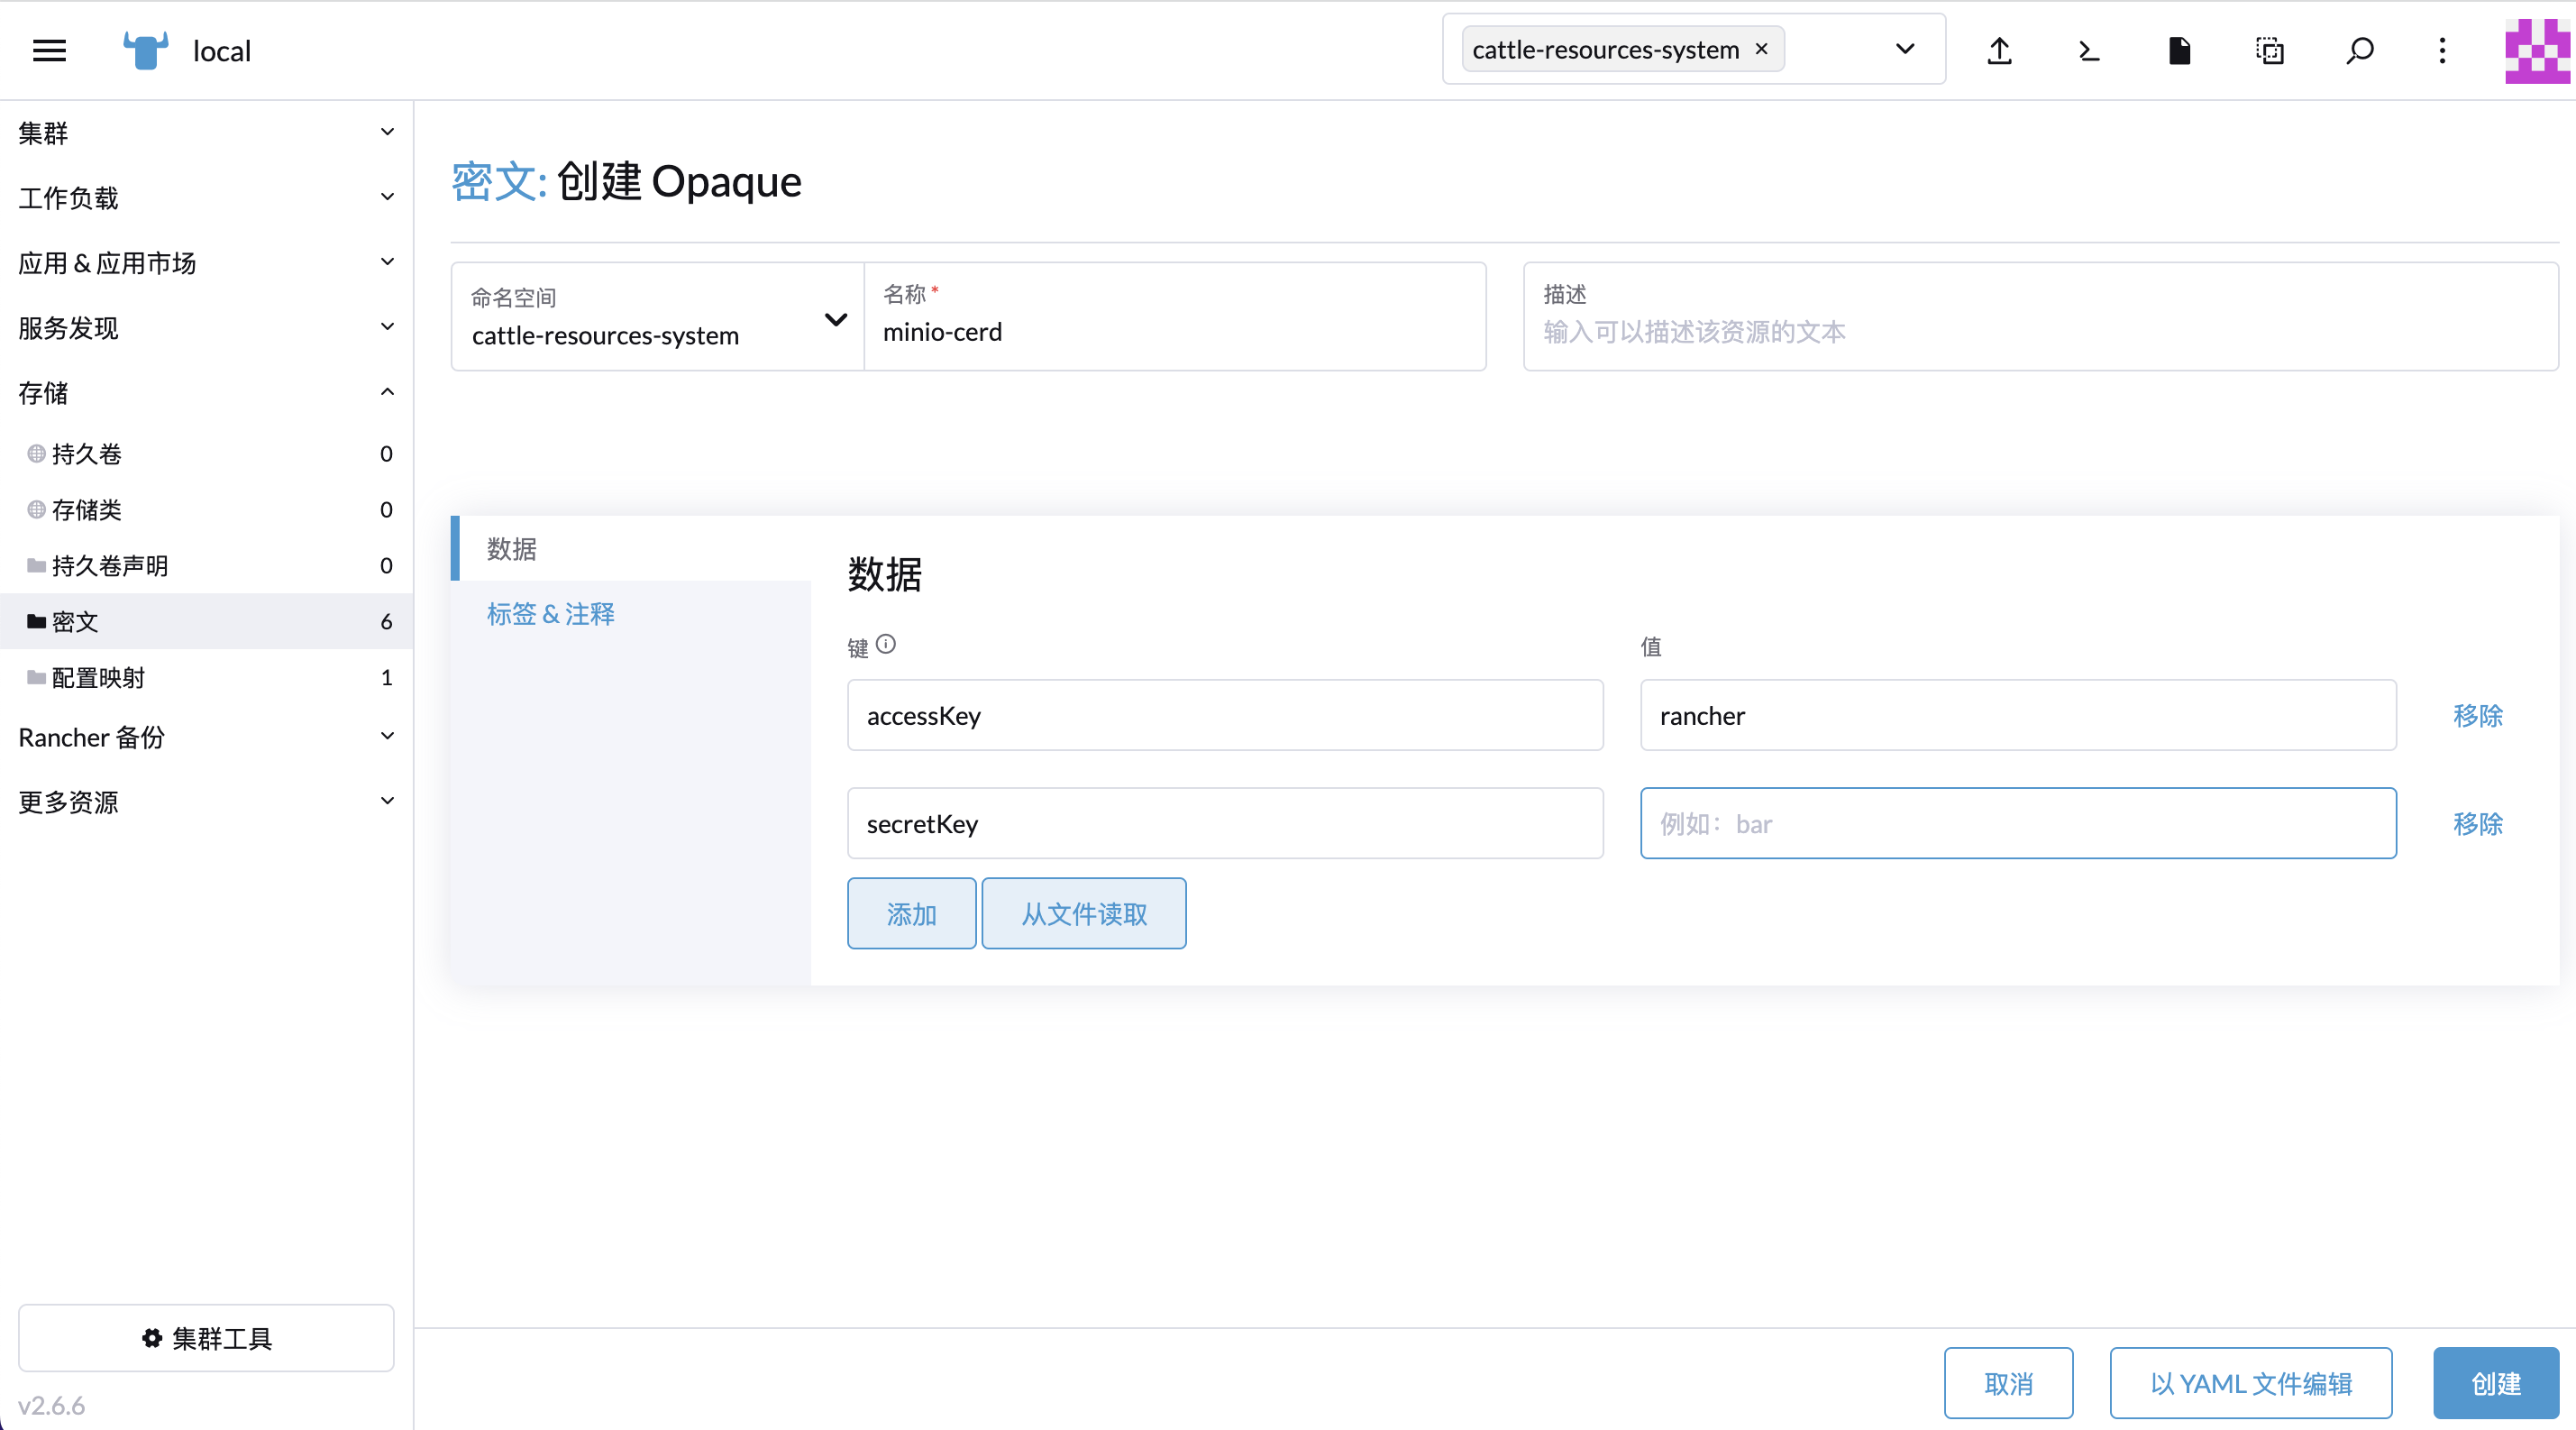 local
cattle-resources-system ×
集群
工作负载
应用 & 应用市场
服务发现
存储
持久卷 0
存储类 0
持久卷声明 0
密文 6
配置映射 1
Rancher 备份
更多资源
集群工具
v2.6.6
密文: 创建 Opaque
命名空间
cattle-resources-system
名称 *
minio-cerd
描述
输入可以描述该资源的文本
数据
标签 & 注释
数据
键 值
accessKey rancher 移除
secretKey 例如：bar 移除
添加 从文件读取
取消 以 YAML 文件编辑 创建